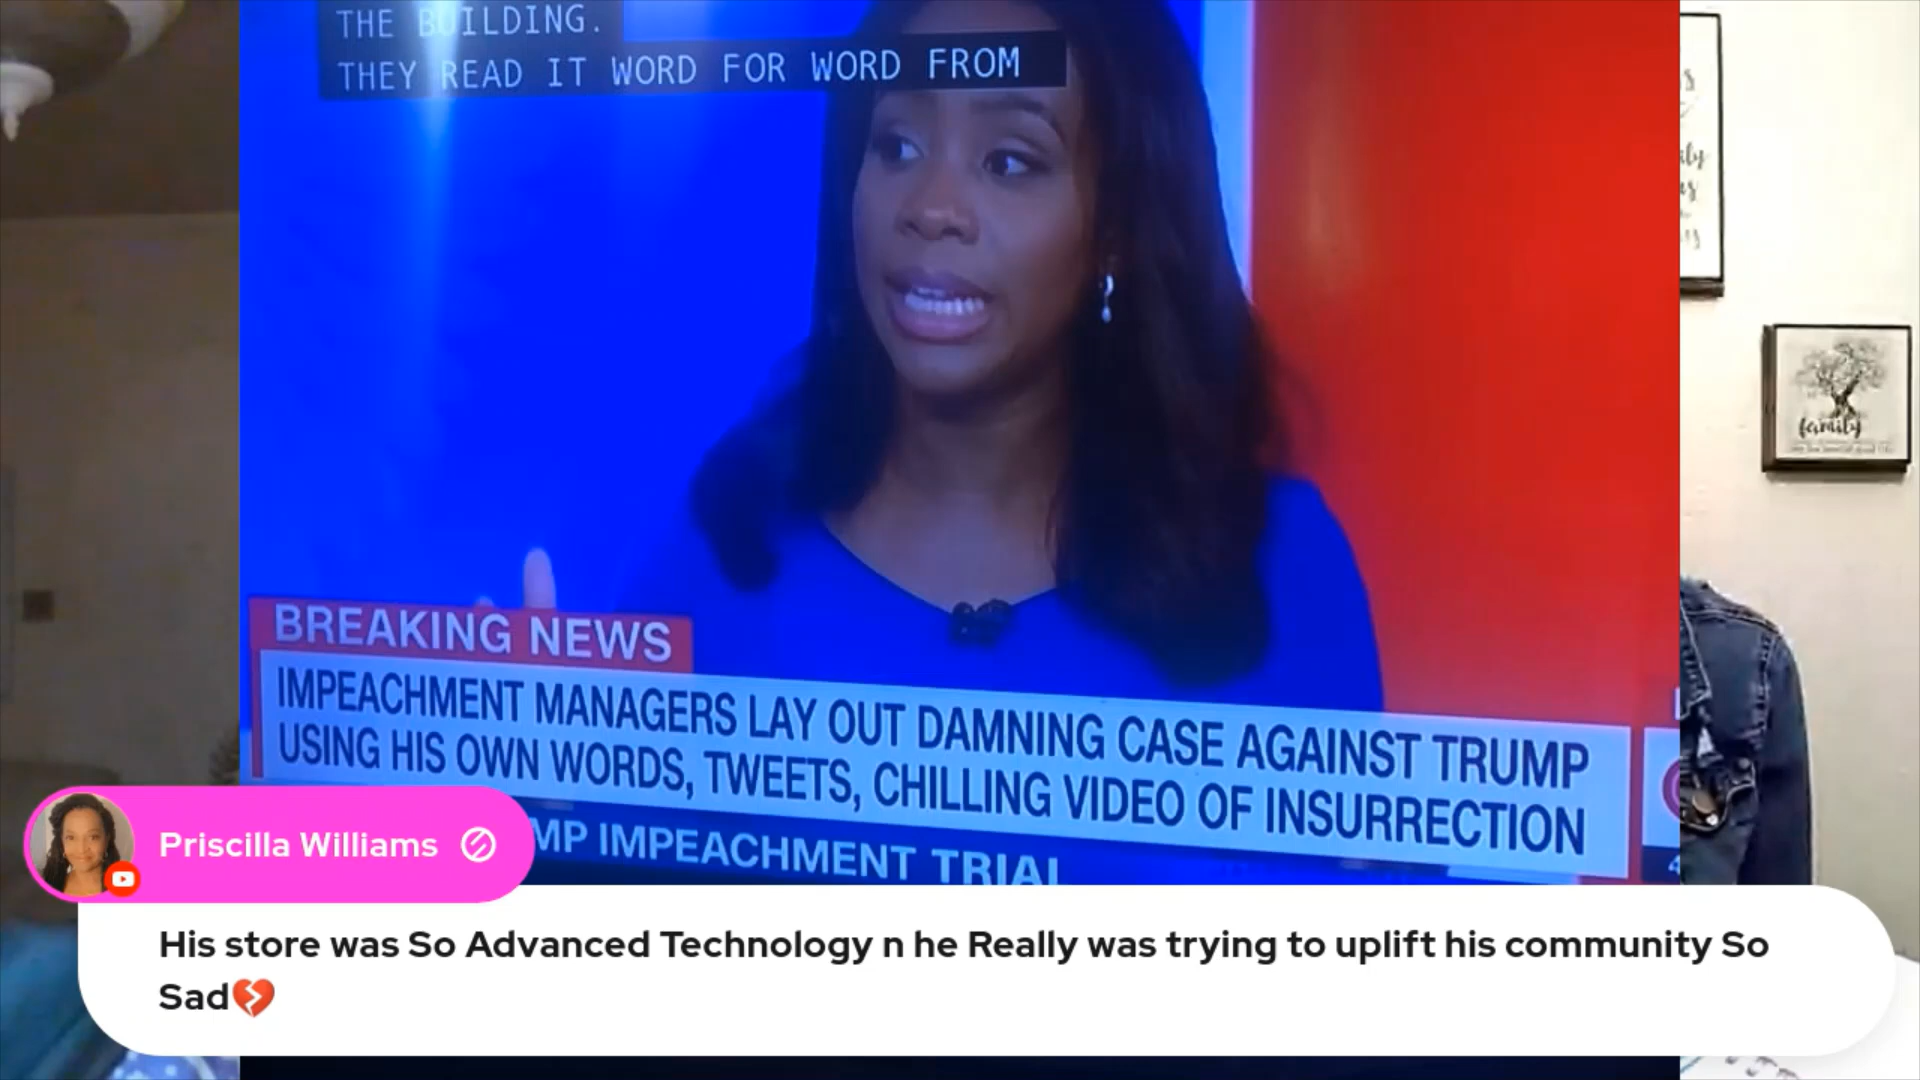 THE BUILDING.
THEY READ IT WORD FOR WORD FROM
family
BREAKING NEWS
IMPEACHMENT MANAGERS LAY OUT DAMNING CASE AGAINST TRUMP
USING HIS OWN WORDS, TWEETS, CHILLING VIDEO OF INSURRECTION
IMPEACHMENT TRIAL
Priscilla Williams
His store was So Advanced Technology n he Really was trying to uplift his community So
Sad💔